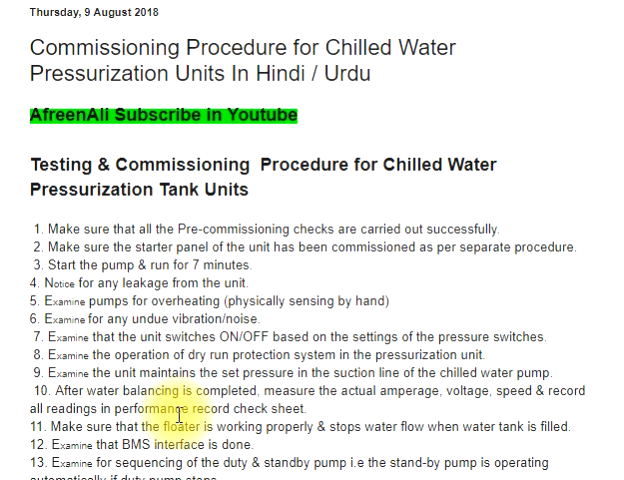 Thursday, 9 August 2018
Commissioning Procedure for Chilled Water
Pressurization Units In Hindi / Urdu
AfreenAli Subscribe in Youtube
Testing & Commissioning Procedure for Chilled Water
Pressurization Tank Units
1. Make sure that all the Pre-commissioning checks are carried out successfully.
2. Make sure the starter panel of the unit has been commissioned as per separate procedure.
3. Start the pump & run for 7 minutes.
4. Notice for any leakage from the unit.
5. Examine pumps for overheating (physically sensing by hand)
6. Examine for any undue vibration/noise.
7. Examine that the unit switches ON/OFF based on the settings of the pressure switches.
8. Examine the operation of dry run protection system in the pressurization unit.
9. Examine the unit maintains the set pressure in the suction line of the chilled water pump.
10. After water balancing is completed, measure the actual amperage, voltage, speed & record
all readings in performance record check sheet.
11. Make sure that the floater is working properly & stops water flow when water tank is filled.
12. Examine that BMS interface is done.
13. Examine for sequencing of the duty & standby pump i.e the stand-by pump is operating
automatically if duty pump stops.